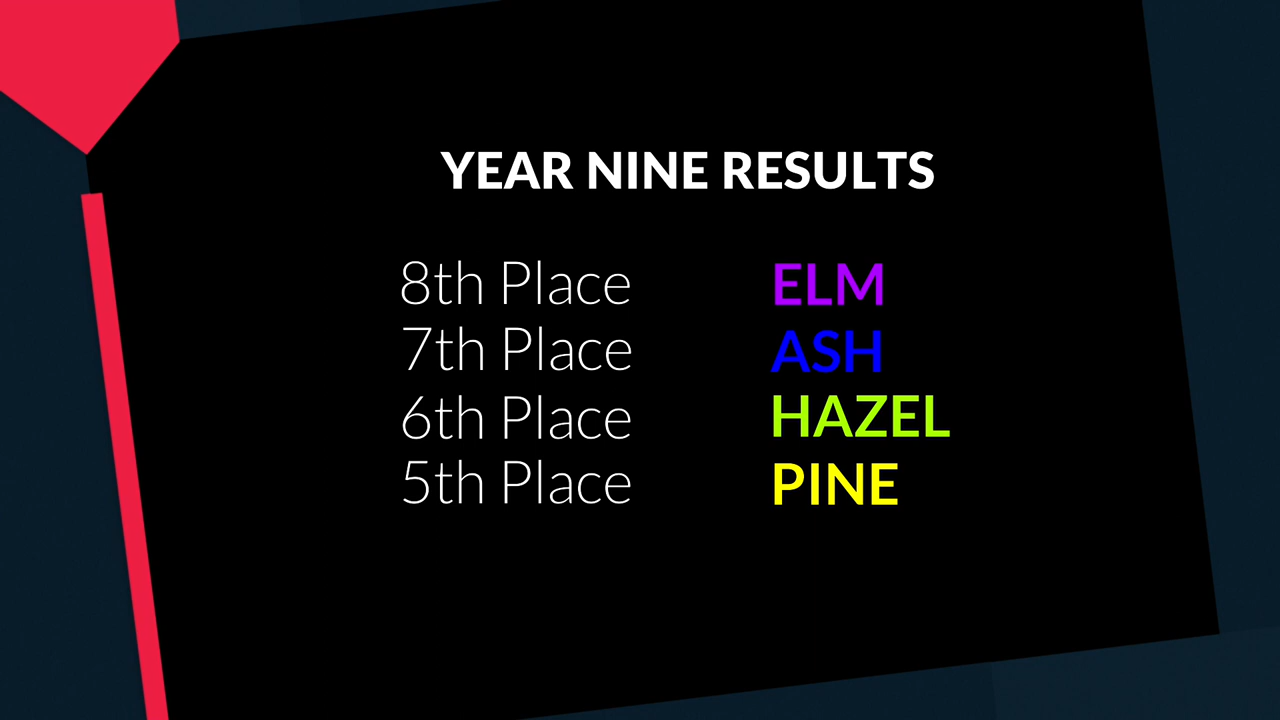 YEAR NINE RESULTS
8th Place ELM
7th Place ASH
6th Place HAZEL
5th Place PINE